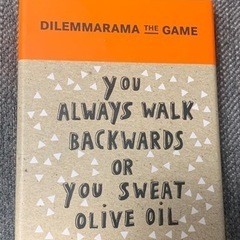 DILEMMARAMA THE GAME
YOU
ALWAYS WALK
BACKWARDS
OR
YOU SWEAT
OLIVE OIL